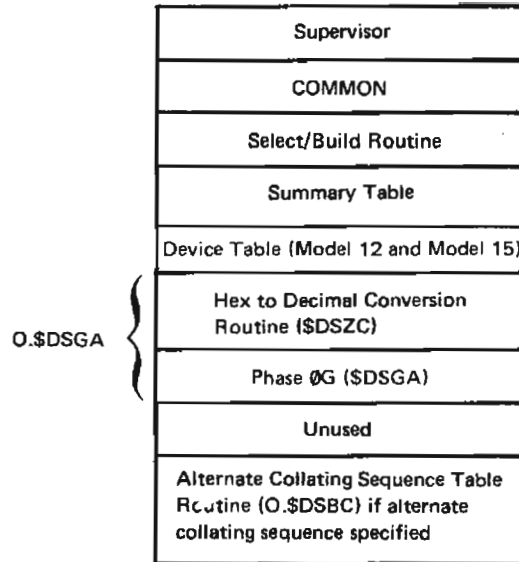 Supervisor
COMMON
Select/Build Routine
Summary Table
Device Table (Model 12 and Model 15)
O.$DSGA
Hex to Decimal Conversion
Routine ($DSZC)
Phase 0G ($DSGA)
Unused
Alternate Collating Sequence Table
Routine (O.$DSBC) if alternate
collating sequence specified